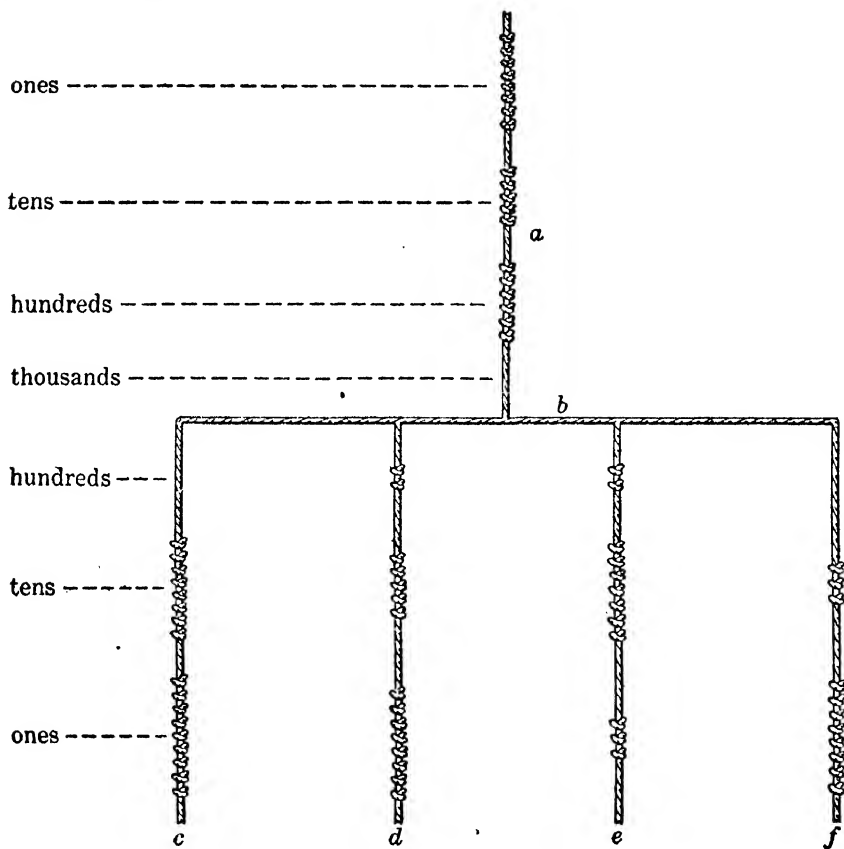 ones
tens
a
hundreds
thousands
b
hundreds
tens
ones
c d e f